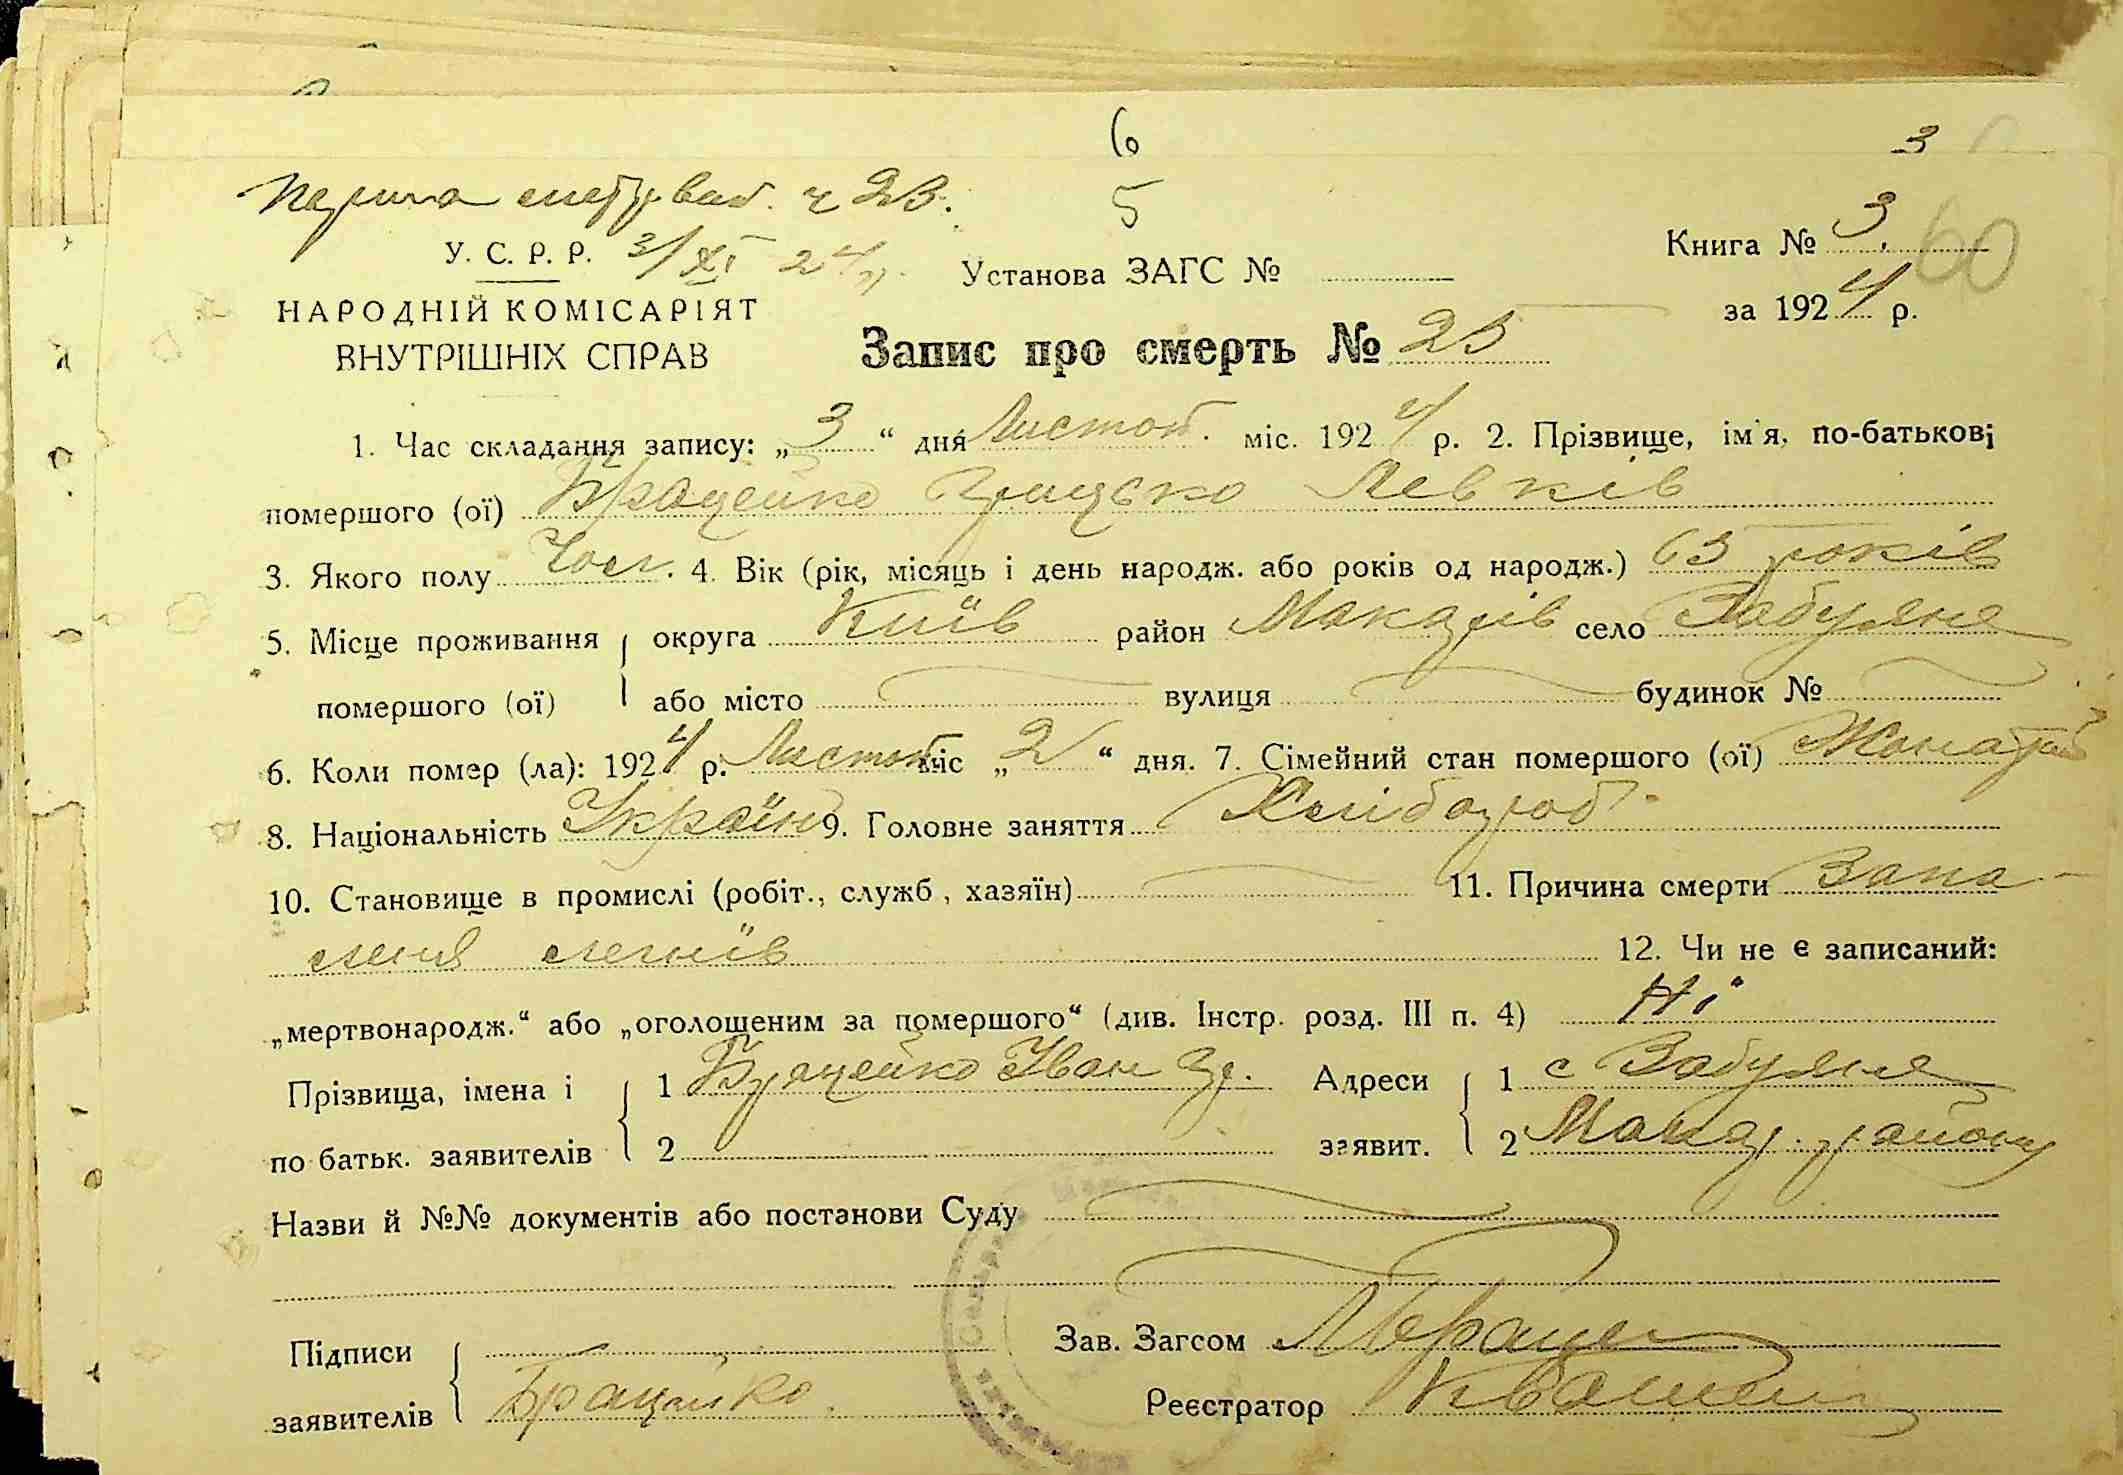 6
3
5
ч 23.
У. С. Р. Р. 3/XI 24 р.
Установа ЗАГС №
Книга № 3.
60
НАРОДНІЙ КОМІСАРІЯТ
ВНУТРІШНІХ СПРАВ
за 1924 р.
Запис про смерть № 25
1. Час складання запису: „3“ дня Листоп. міс. 1924 р. 2. Прізвище, ім'я, по-батькові
помершого (ої) Брацейко Грицько Левків
3. Якого полу Чол. 4. Вік (рік, місяць і день народж. або років од народж.) 65 років
5. Місце проживання округа Київ район Макарів село Забуяне
помершого (ої) або місто вулиця будинок №
6. Коли помер (ла): 1924 р. Листоп. міс „2“ дня. 7. Сімейний стан помершого (ої) Жонатий
8. Національність Україн 9. Головне заняття Хлібороб.
10. Становище в промислі (робіт., служб, хазяїн) 11. Причина смерти Запа-
леня легнів
12. Чи не є записаний:
„мертвонародж.“ або „оголошеним за помершого“ (див. Інстр. розд. III п. 4) Ні
Прізвища, імена і 1 Брацейко Іван Гр. Адреси 1 с Забуяня
по батьк. заявителів 2 заявит. 2 Макар. району
Назви й №№ документів або постанови Суду
Підписи
Зав. Загсом
заявителів Брацейко.
Реєстратор